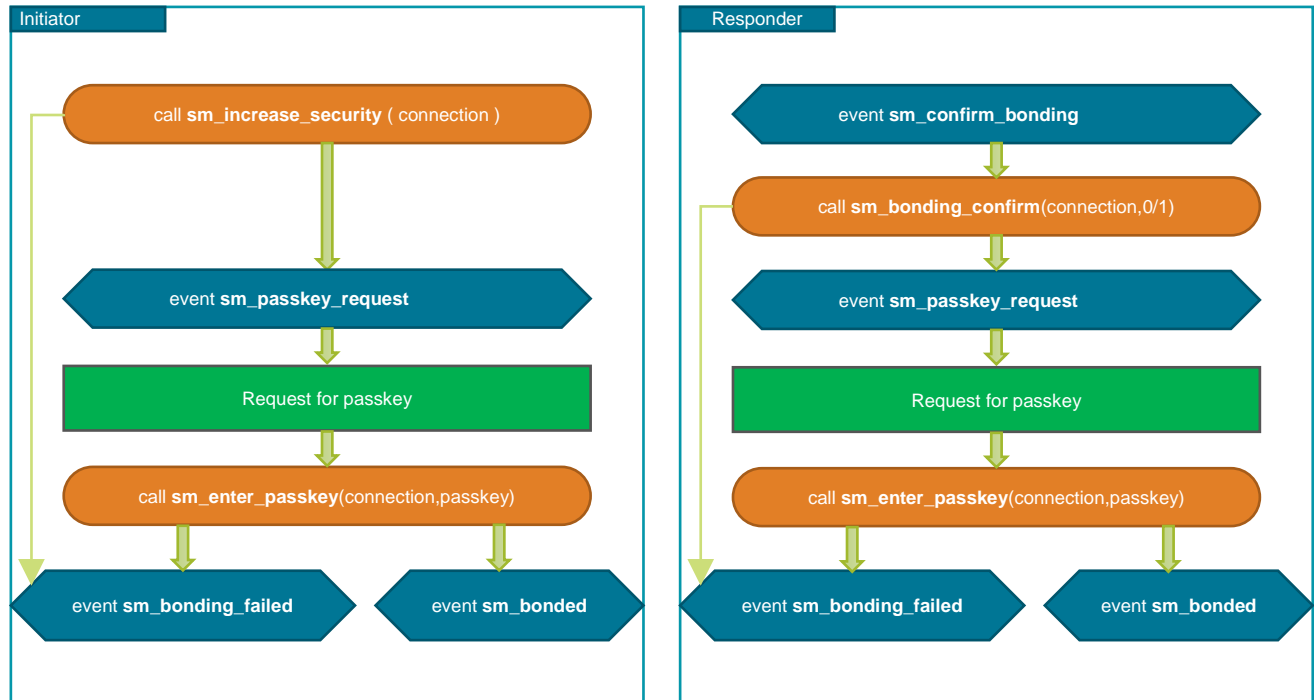 Initiator
call sm_increase_security ( connection )
event sm_passkey_request
Request for passkey
call sm_enter_passkey(connection,passkey)
event sm_bonding_failed
event sm_bonded
Responder
event sm_confirm_bonding
call sm_bonding_confirm(connection,0/1)
event sm_passkey_request
Request for passkey
call sm_enter_passkey(connection,passkey)
event sm_bonding_failed
event sm_bonded